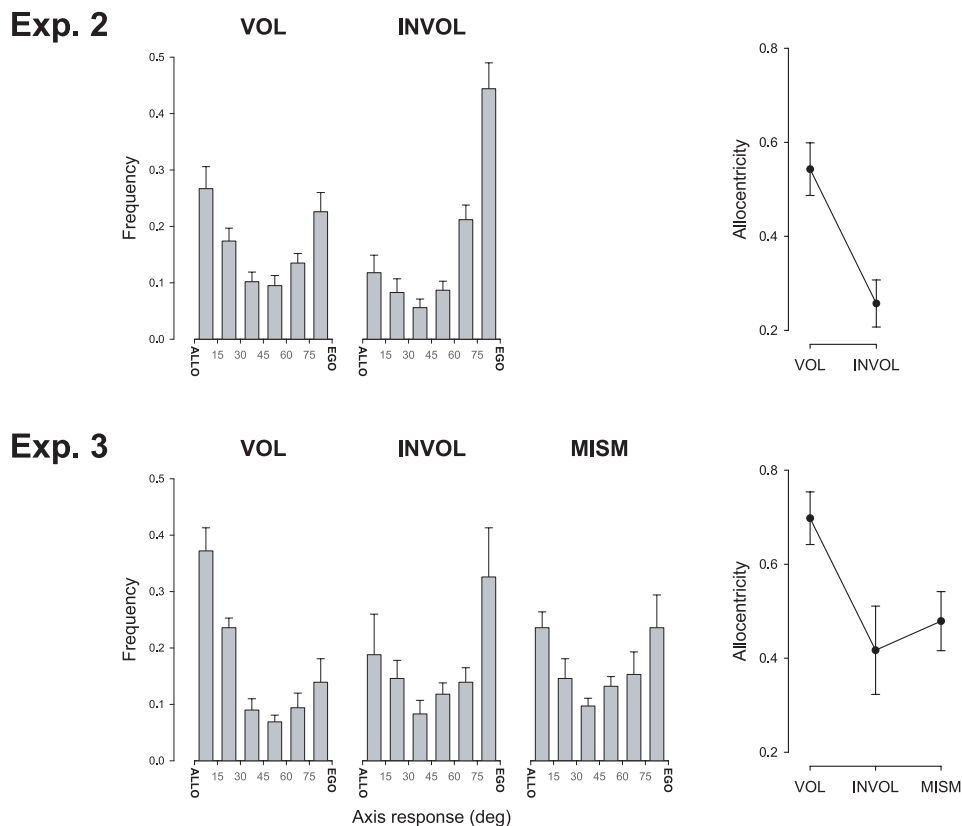 Exp. 2
VOL INVOL
0.5
0.4
0.3
0.2
0.1
0.0
Frequency
ALLO 15 30 45 60 75 EGO
ALLO 15 30 45 60 75 EGO
0.8
0.6
0.4
0.2
Allocentricity
VOL INVOL
Exp. 3
VOL INVOL MISM
0.5
0.4
0.3
0.2
0.1
0.0
Frequency
ALLO 15 30 45 60 75 EGO
ALLO 15 30 45 60 75 EGO
ALLO 15 30 45 60 75 EGO
Axis response (deg)
0.8
0.6
0.4
0.2
Allocentricity
VOL INVOL MISM